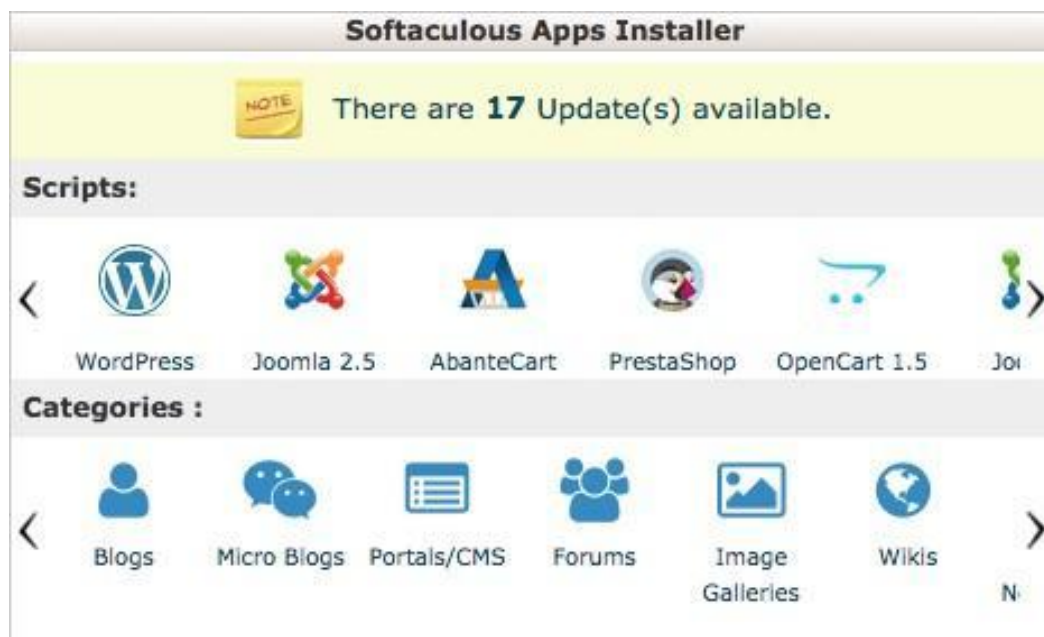 Softaculous Apps Installer
NOTE
There are 17 Update(s) available.
Scripts:
WordPress Joomla 2.5 AbanteCart PrestaShop OpenCart 1.5
Categories :
Blogs Micro Blogs Portals/CMS Forums Image Wikis
Galleries